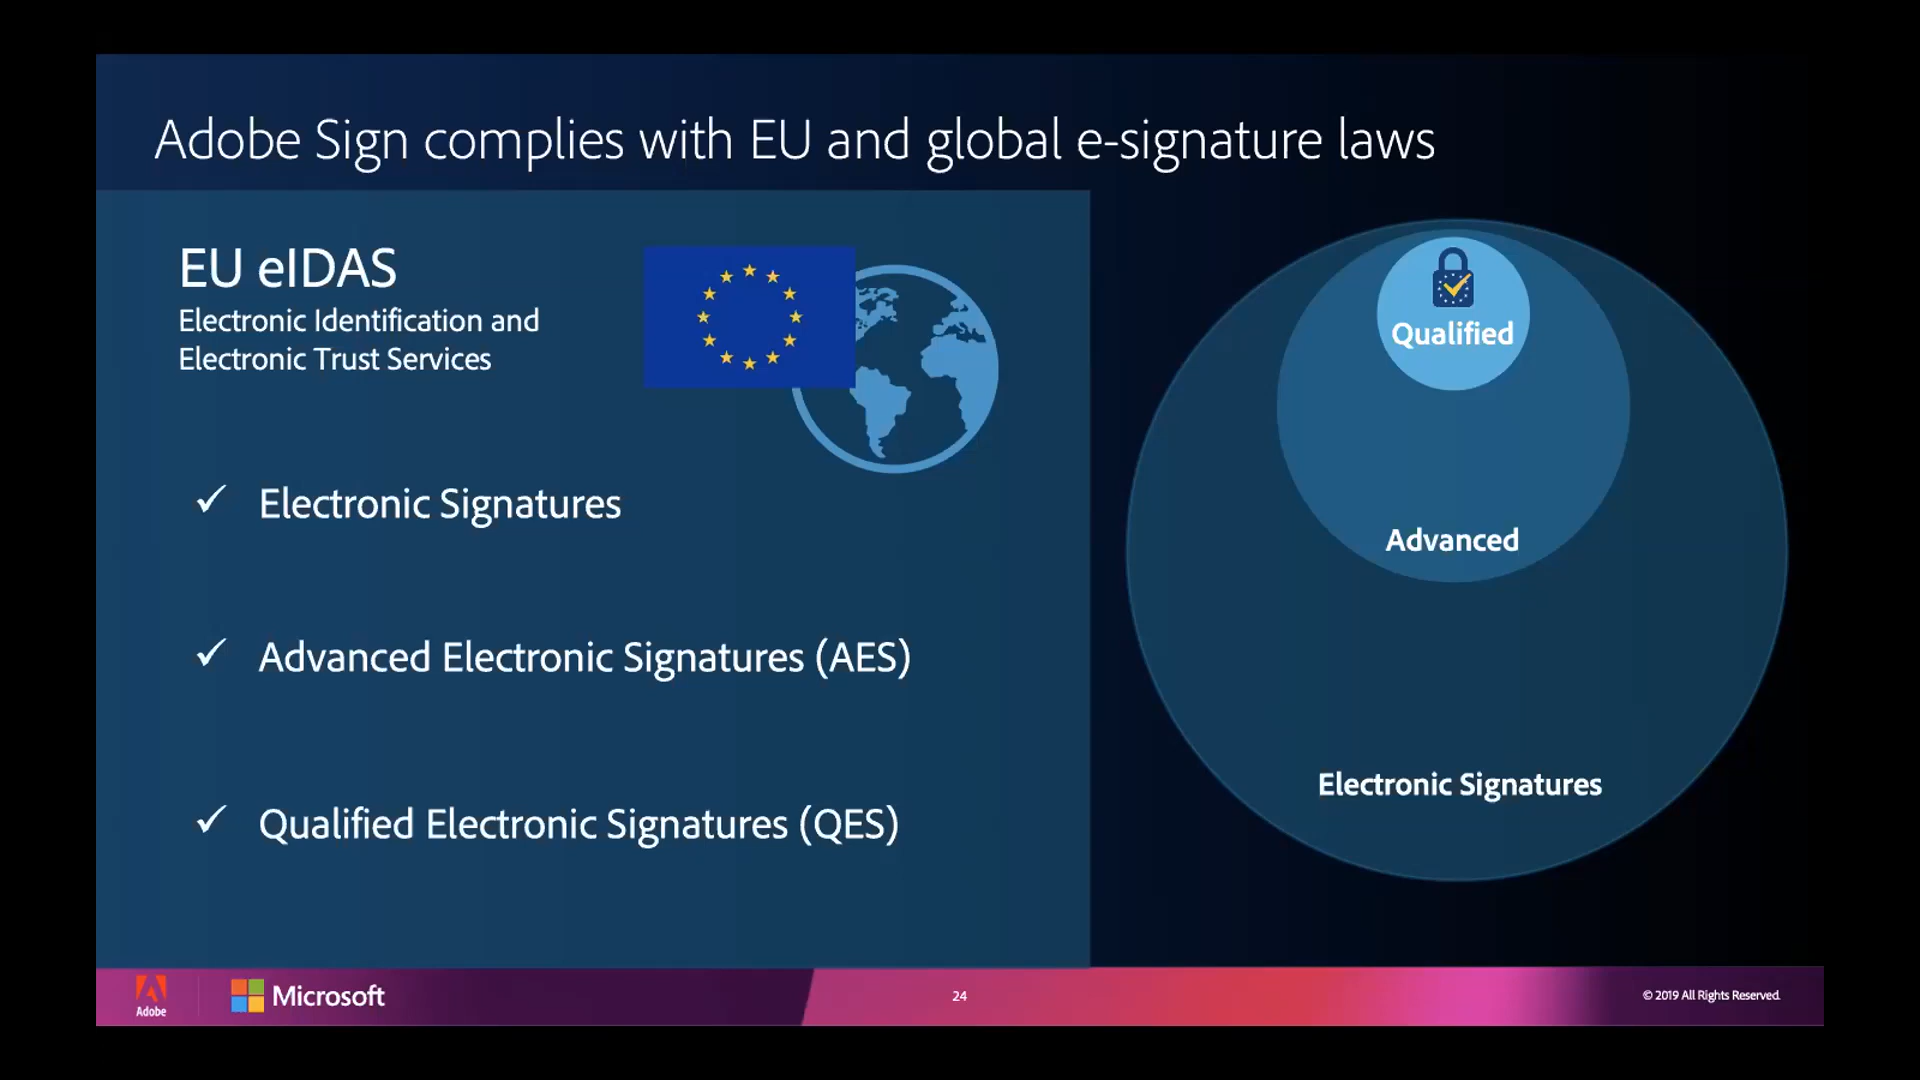 Adobe Sign complies with EU and global e-signature laws
EU eIDAS
Electronic Identification and
Electronic Trust Services
✓ Electronic Signatures
✓ Advanced Electronic Signatures (AES)
✓ Qualified Electronic Signatures (QES)
Qualified
Advanced
Electronic Signatures
Adobe
Microsoft
24
© 2019 All Rights Reserved.